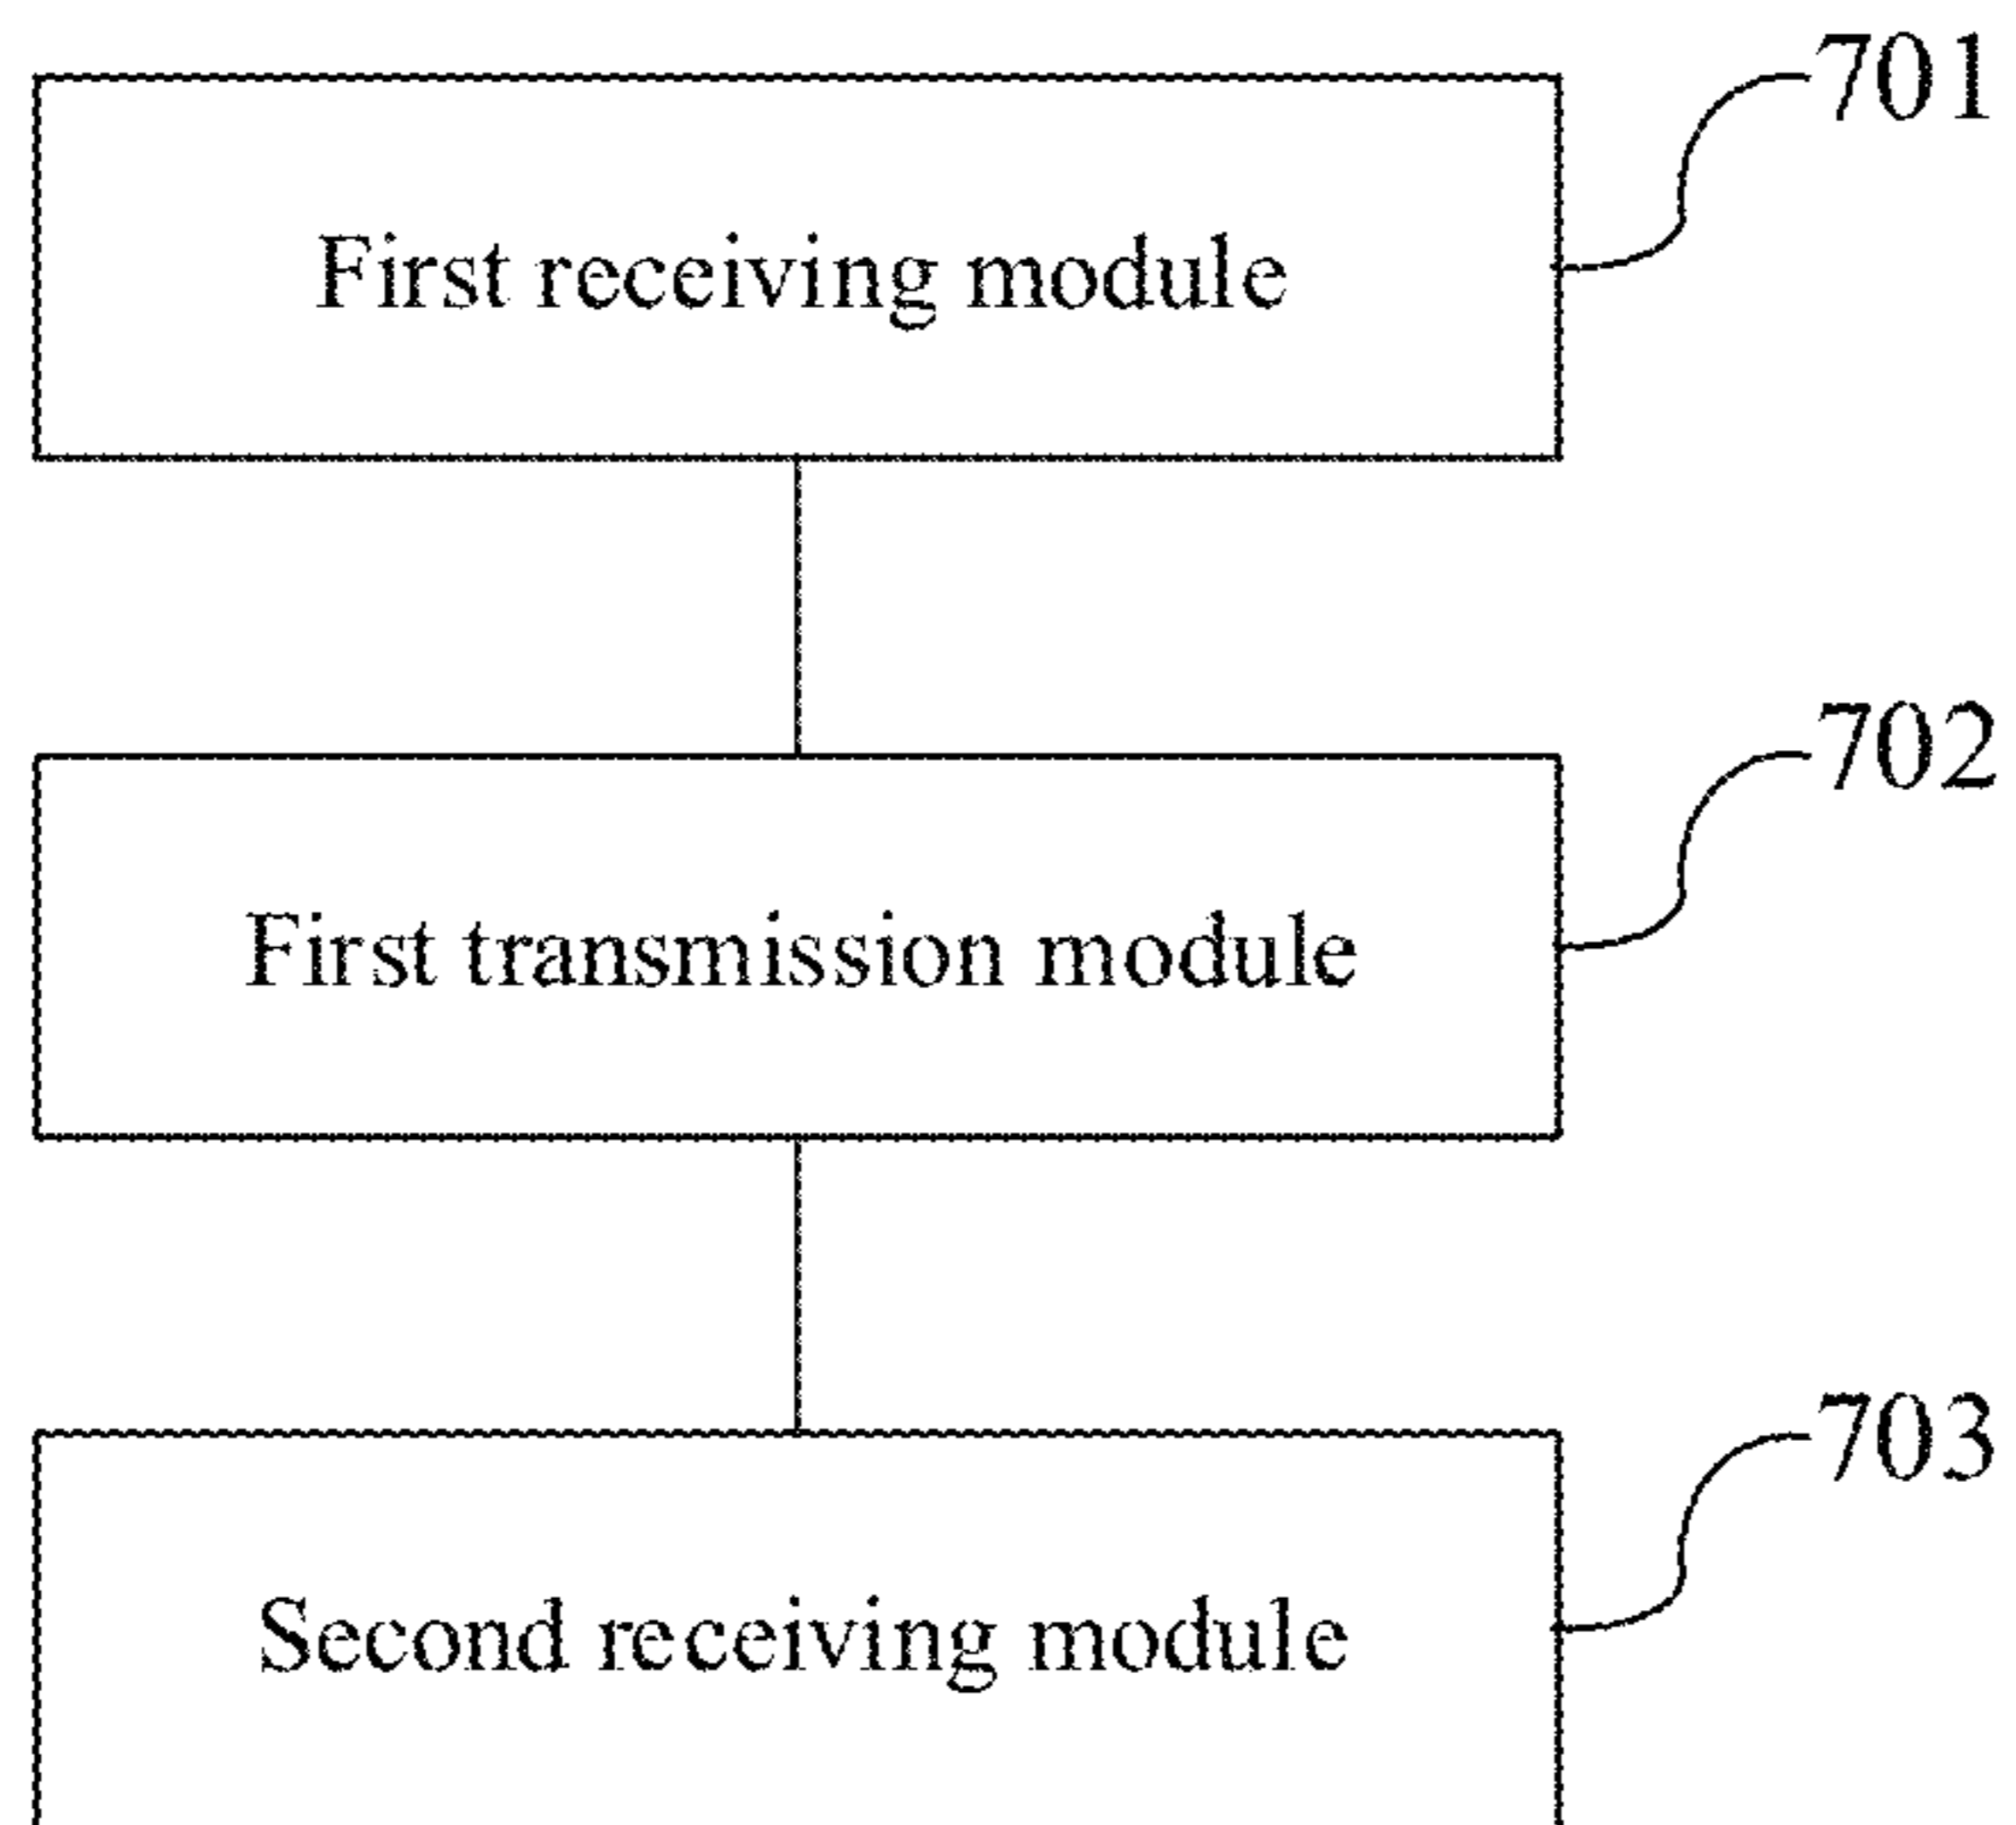 701
First receiving module
702
First transmission module
703
Second receiving module